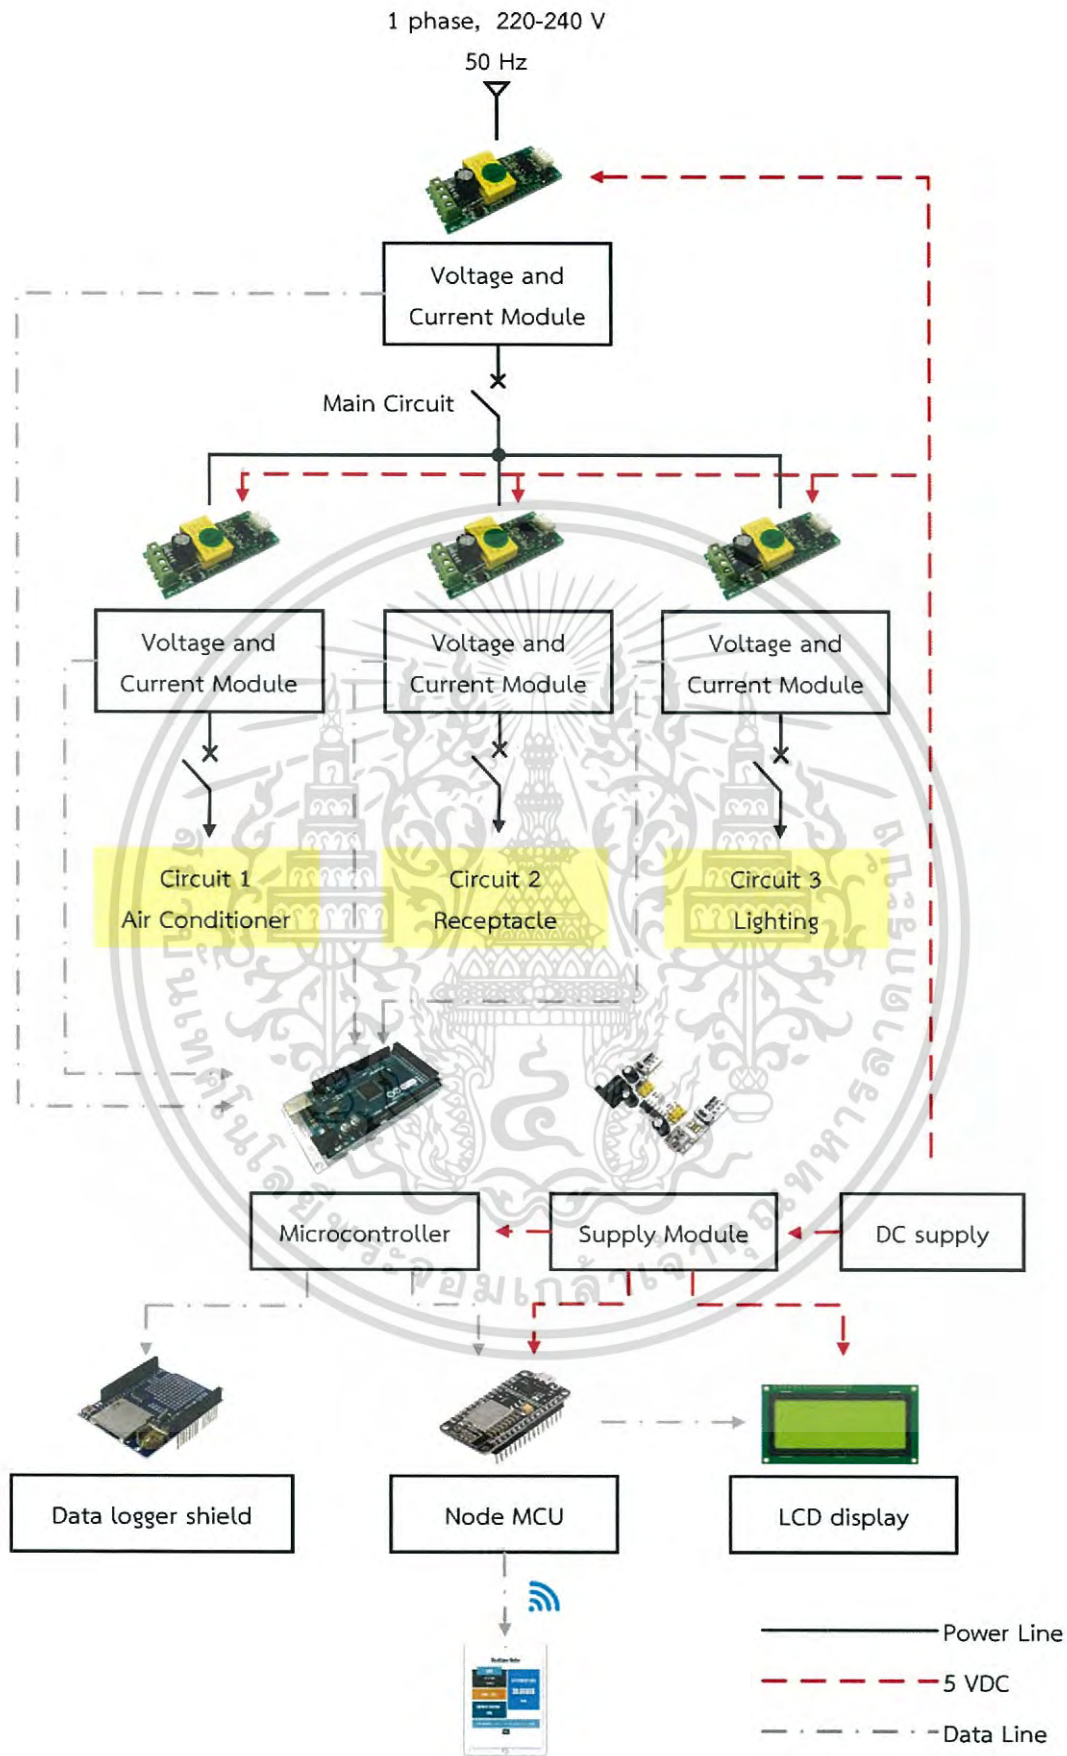 1 phase, 220-240 V
50 Hz
Voltage and
Current Module
Main Circuit
Voltage and
Current Module
Voltage and
Current Module
Voltage and
Current Module
Circuit 1
Air Conditioner
Circuit 2
Receptacle
Circuit 3
Lighting
Microcontroller
Supply Module
DC supply
Data logger shield
Node MCU
LCD display
Power Line
5 VDC
Data Line